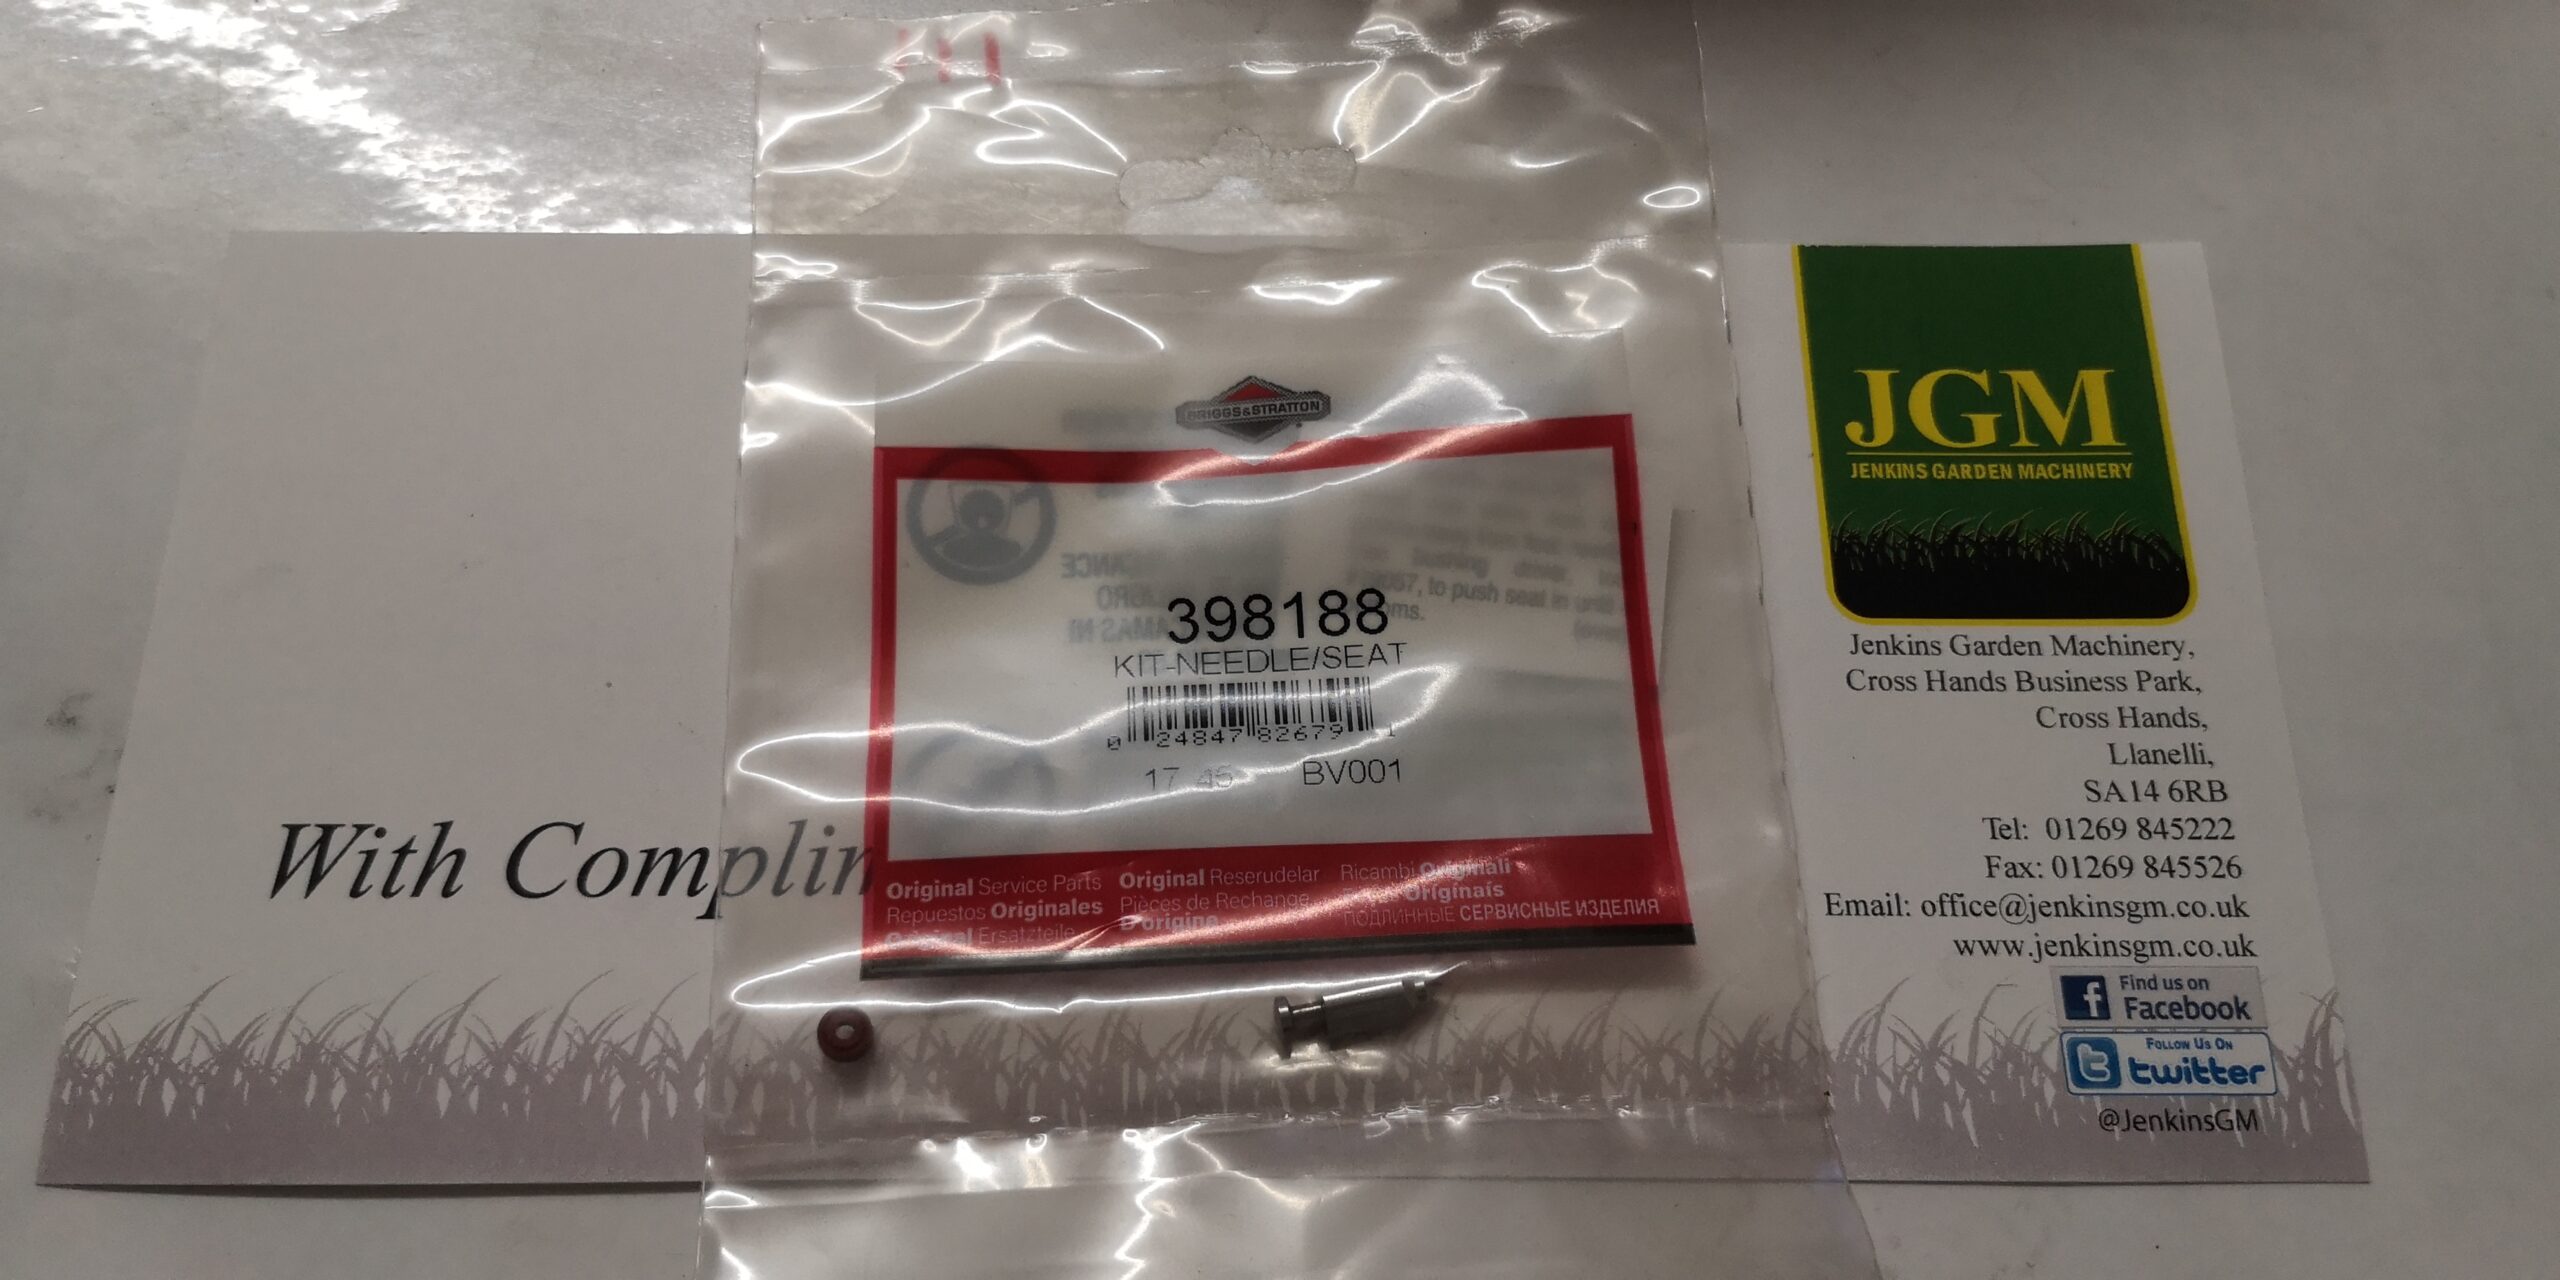 BRIGGS&STRATTON
, to push seat in until
398188
KIT-NEEDLE/SEAT
0 24847 82679 1
17 45 BV001
Original Service Parts
Repuestos Originales
Original Ersatzteile
Original Reserudelar
Pièces de Rechange
D'origine
Ricambi Originali
Originais
ПОДЛИННЫЕ СЕРВИСНЫЕ ИЗДЕЛИЯ
With Complim
JGM
JENKINS GARDEN MACHINERY
Jenkins Garden Machinery,
Cross Hands Business Park,
Cross Hands,
Llanelli,
SA14 6RB
Tel: 01269 845222
Fax: 01269 845526
Email: office@jenkinsgm.co.uk
www.jenkinsgm.co.uk
f Find us on
Facebook
FOLLOW US ON
t twitter
@JenkinsGM